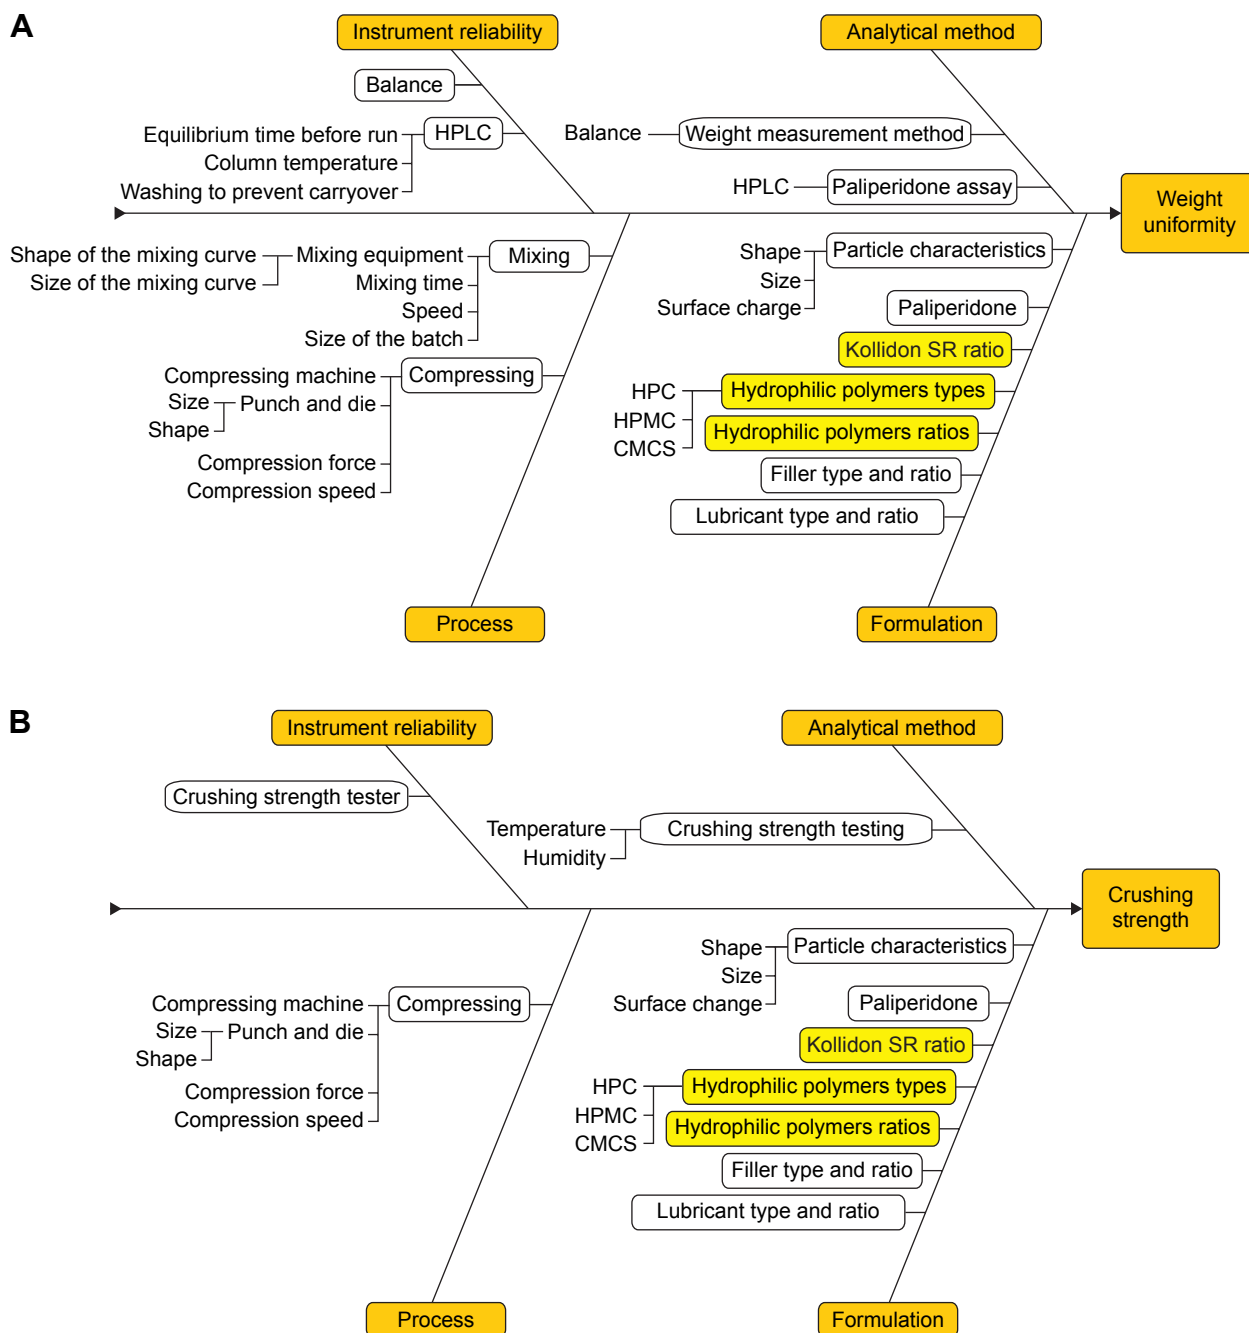 A
Instrument reliability
Analytical method
Balance
Equilibrium time before run
HPLC
Column temperature
Washing to prevent carryover
Balance
Weight measurement method
HPLC
Paliperidone assay
Weight
uniformity
Shape of the mixing curve
Size of the mixing curve
Mixing equipment
Mixing
Mixing time
Speed
Size of the batch
Compressing machine
Compressing
Size
Punch and die
Shape
Compression force
Compression speed
Shape
Particle characteristics
Size
Surface charge
Paliperidone
Kollidon SR ratio
HPC
Hydrophilic polymers types
HPMC
Hydrophilic polymers ratios
CMCS
Filler type and ratio
Lubricant type and ratio
Process
Formulation
B
Instrument reliability
Analytical method
Crushing strength tester
Temperature
Crushing strength testing
Humidity
Crushing
strength
Compressing machine
Compressing
Size
Punch and die
Shape
Compression force
Compression speed
Shape
Particle characteristics
Size
Surface change
Paliperidone
Kollidon SR ratio
HPC
Hydrophilic polymers types
HPMC
Hydrophilic polymers ratios
CMCS
Filler type and ratio
Lubricant type and ratio
Process
Formulation